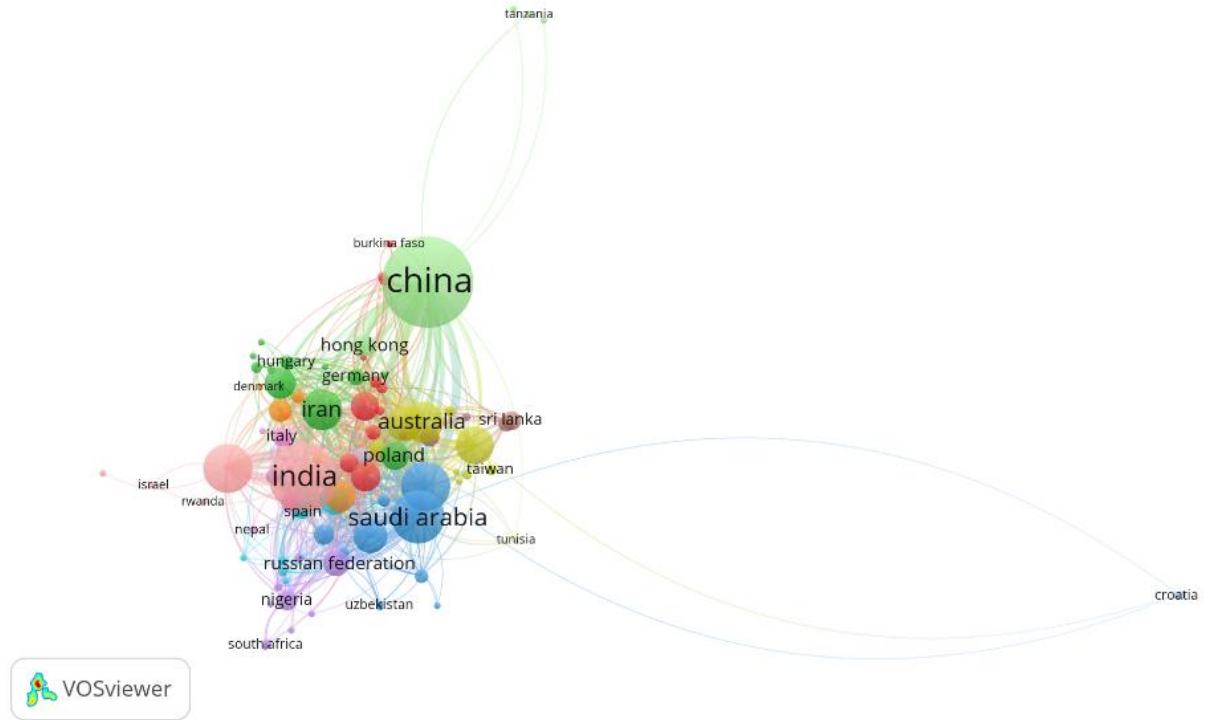 tanzania
burkina faso
china
hong kong
hungary
germany
denmark
iran
australia
sri lanka
italy
poland
india
taiwan
israel
rwanda
spain
saudi arabia
nepal
tunisia
russian federation
nigeria
uzbekistan
croatia
south africa
VOSviewer